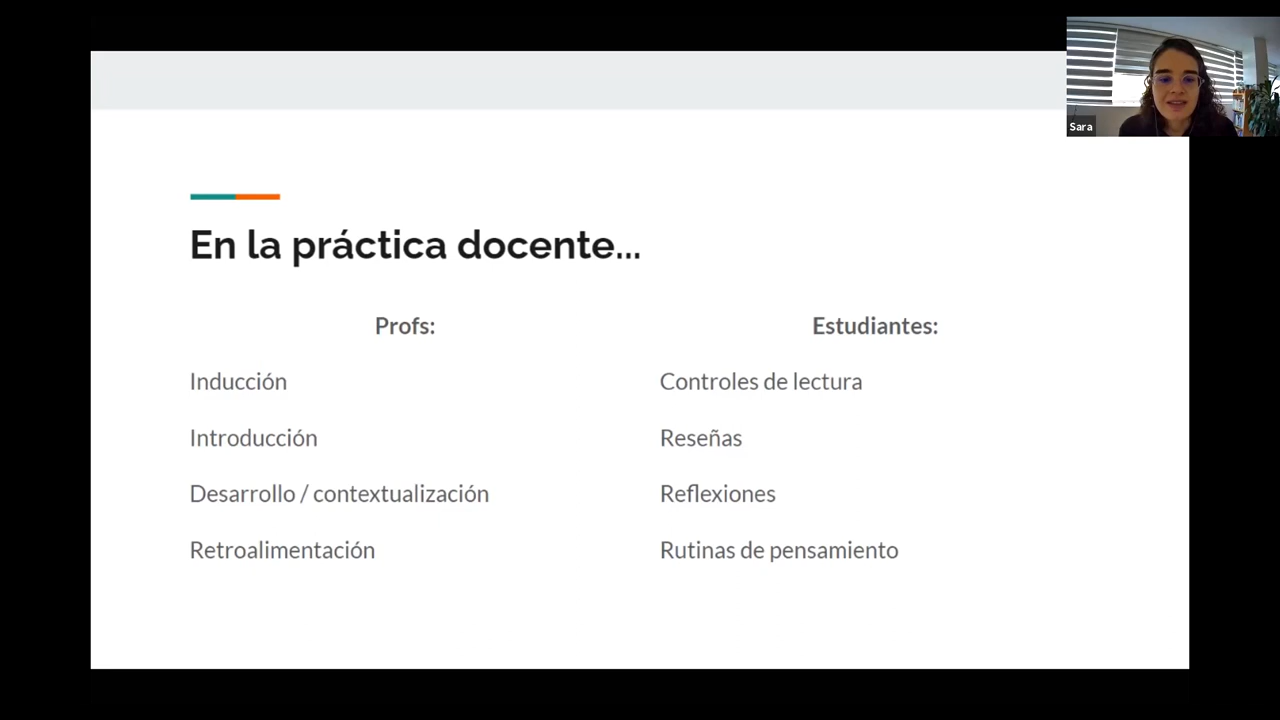 Sara
En la práctica docente...
Profs:
Inducción
Introducción
Desarrollo / contextualización
Retroalimentación
Estudiantes:
Controles de lectura
Reseñas
Reflexiones
Rutinas de pensamiento